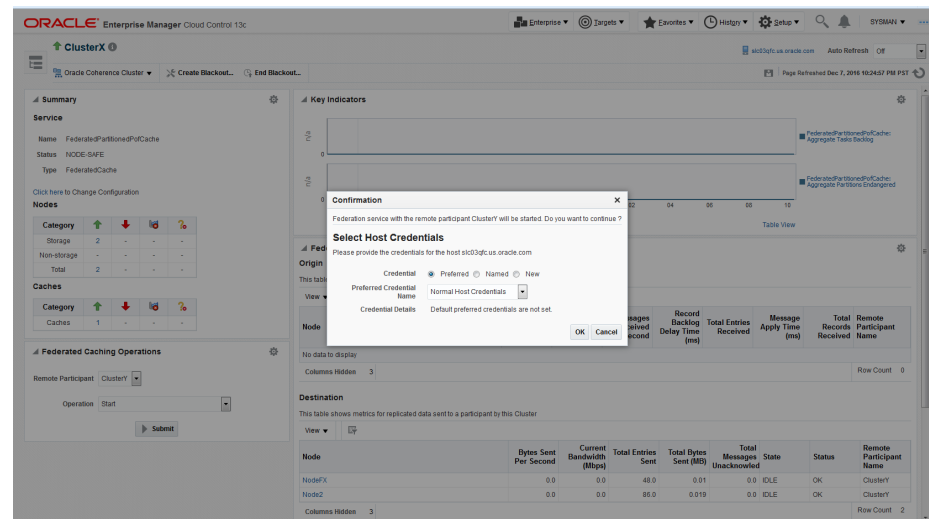 ORACLE Enterprise Manager Cloud Control 13c
Enterprise Targets Favorites History Setup SYSMAN
ClusterX
slc03qfc.us.oracle.com Auto Refresh Off
Oracle Coherence Cluster Create Blackout... End Blackout...
Page Refreshed Dec 7, 2016 10:24:57 PM PST
Summary
Service
Name FederatedPartitionedPofCache
Status NODE-SAFE
Type FederatedCache
Click here to Change Configuration
Nodes
Category
Storage 2 - - -
Non-storage - - - -
Total 2 - - -
Caches
Category
Caches 1 - - -
Federated Caching Operations
Remote Participant ClusterY
Operation Start
Submit
Key Indicators
n/a
0
FederatedPartitionedPofCache:
Aggregate Tasks
Backlog
n/a
0
FederatedPartitionedPofCache:
Aggregate Partitions Endangered
02 04 06 08 10
Table View
Confirmation
Federation service with the remote participant ClusterY will be started. Do you want to continue ?
Select Host Credentials
Please provide the credentials for the host slc03qfc.us.oracle.com
Credential Preferred Named New
Preferred Credential
Name
Normal Host Credentials
Credential Details Default preferred credentials are not set.
OK Cancel
Origin
View
Node
Record
Backlog
Delay Time
(ms)
Total Entries
Received
Message
Apply Time
(ms)
Total
Records
Received
Remote
Participant
Name
No data to display
Columns Hidden 3
Row Count 0
Destination
This table shows metrics for replicated data sent to a participant by this Cluster
View
Node
Bytes Sent
Per Second
Current
Bandwidth
(Mbps)
Total Entries
Sent
Total Bytes
Sent (MB)
Total
Messages
Unacknowled
State
Status
Remote
Participant
Name
NodeFX 0.0 0.0 48.0 0.01 0.0 IDLE OK ClusterY
Node2 0.0 0.0 86.0 0.019 0.0 IDLE OK ClusterY
Columns Hidden 3
Row Count 2